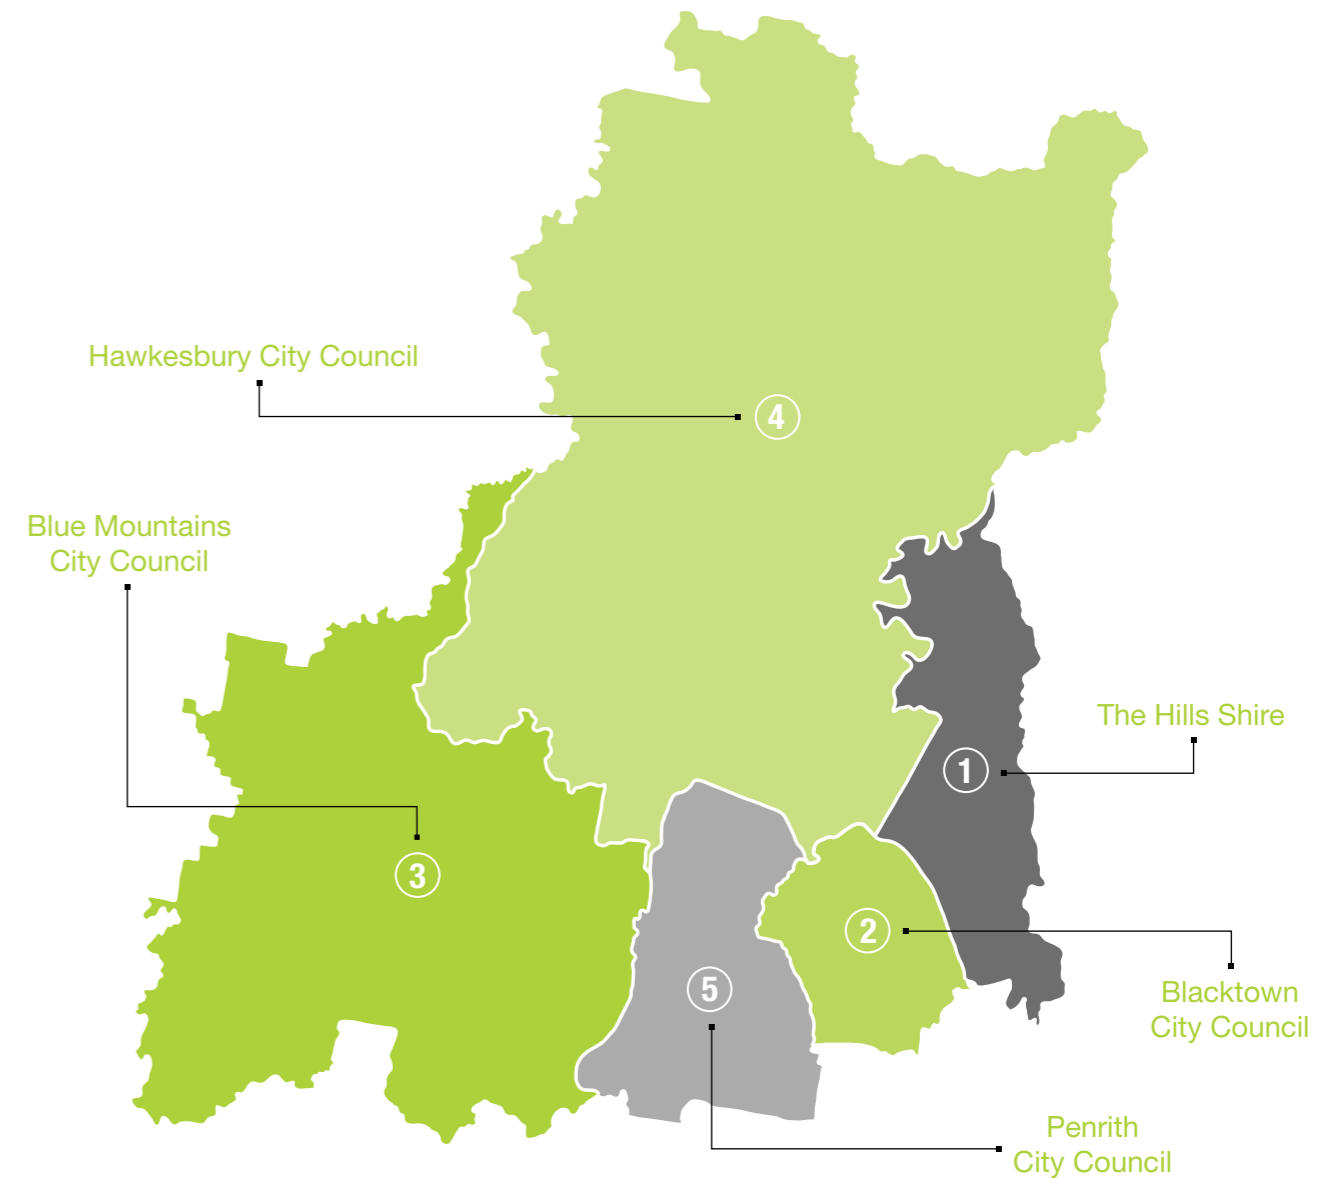 Hawkesbury City Council
4
Blue Mountains
City Council
The Hills Shire
1
3
2
5
Blacktown
City Council
Penrith
City Council